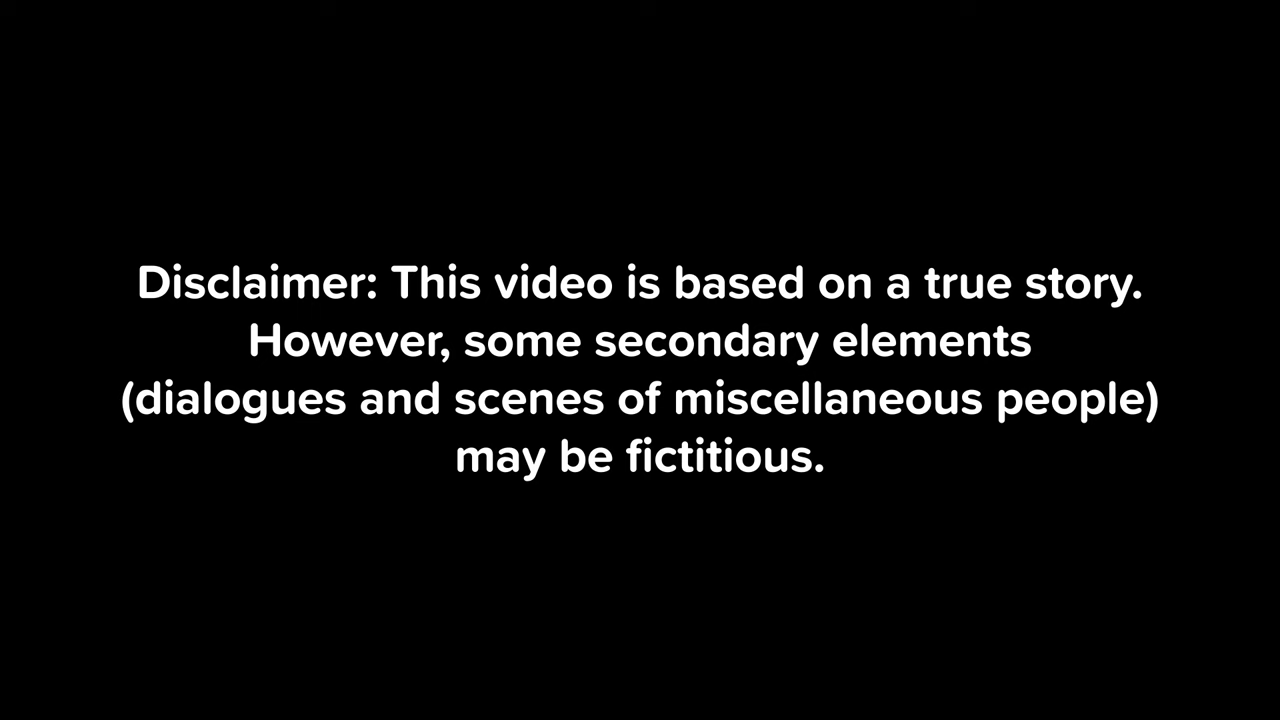 Disclaimer: This video is based on a true story.
However, some secondary elements
(dialogues and scenes of miscellaneous people)
may be fictitious.